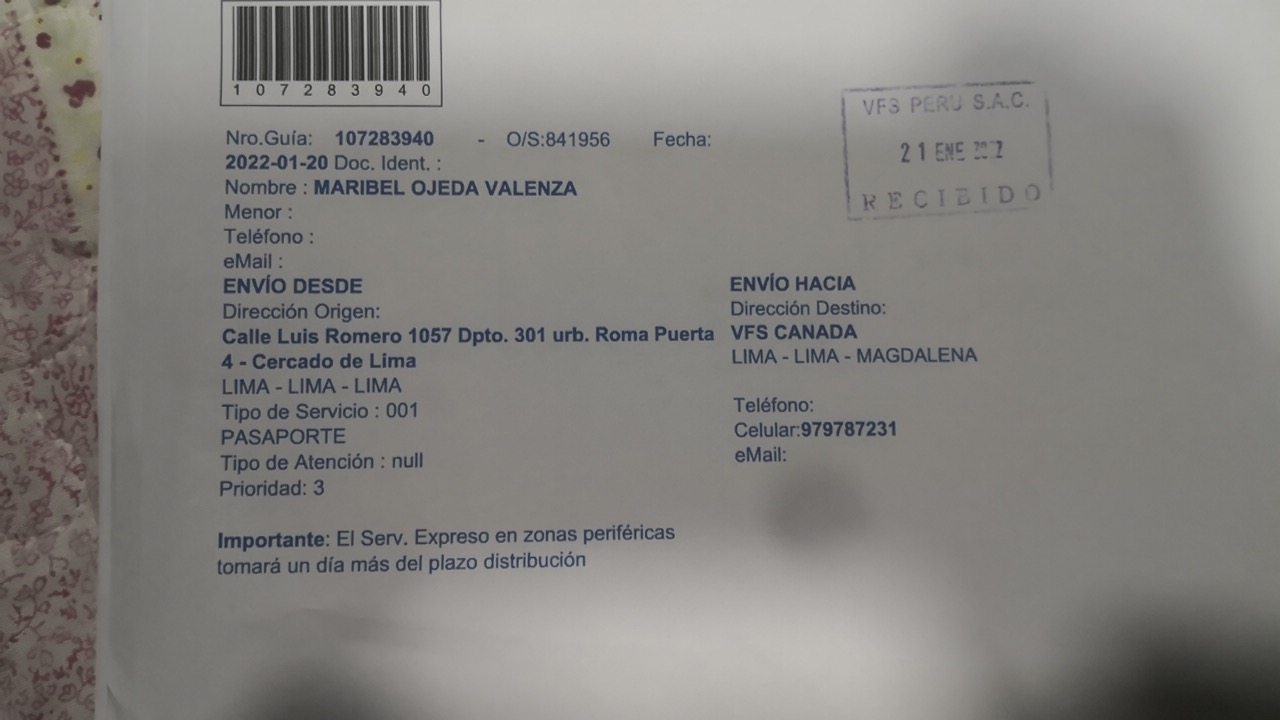 107283940
VFS PERU S.A.C.
21 ENE
RECIBIDO
Nro.Guía: 107283940 - O/S:841956 Fecha:
2022-01-20 Doc. Ident. :
Nombre : MARIBEL OJEDA VALENZA
Menor :
Teléfono :
eMail :
ENVÍO DESDE
Dirección Origen:
Calle Luis Romero 1057 Dpto. 301 urb. Roma Puerta
4 - Cercado de Lima
LIMA - LIMA - LIMA
Tipo de Servicio : 001
PASAPORTE
Tipo de Atención : null
Prioridad: 3
ENVÍO HACIA
Dirección Destino:
VFS CANADA
LIMA - LIMA - MAGDALENA
Teléfono:
Celular:979787231
eMail:
Importante: El Serv. Expreso en zonas periféricas
tomará un día más del plazo distribución